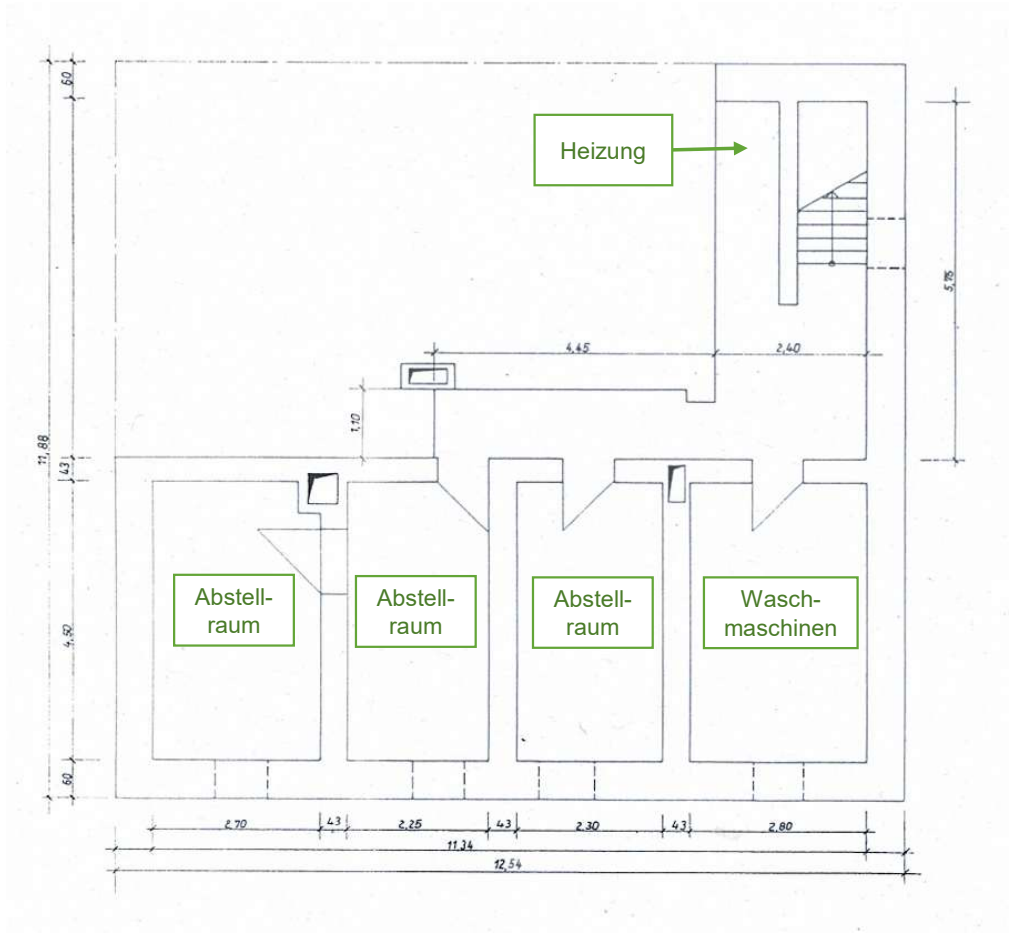 60
Heizung
5,75
4,45
2,40
1,10
11,88
43
Abstell-
raum
Abstell-
raum
Abstell-
raum
Wasch-
maschinen
4,50
60
2,70
43
2,25
43
2,30
43
2,80
11,34
12,54